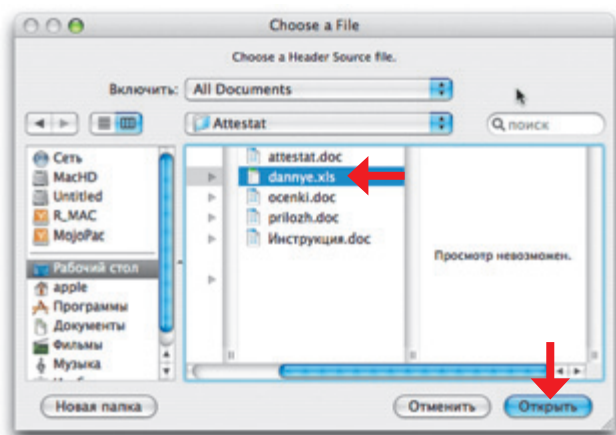 Choose a File
Choose a Header Source file.
Включить: All Documents
Attestat
поиск
Сеть
MacHD
Untitled
R_MAC
MojoPac
Рабочий стол
apple
Программы
Документы
Фильмы
Музыка
attestat.doc
dannye.xls
ocenki.doc
prilozh.doc
Инструкция.doc
Просмотр невозможен.
Новая папка
Отменить
Открыть